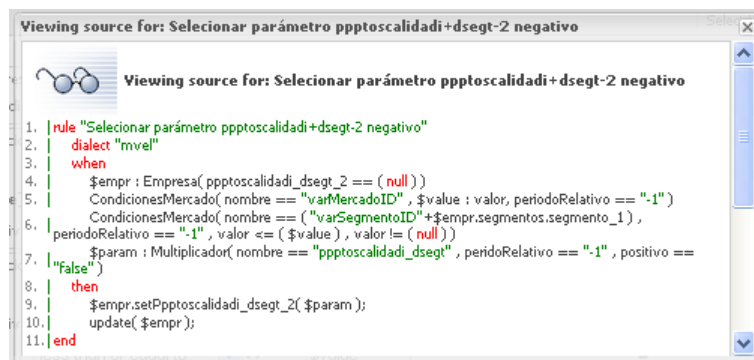 Viewing source for: Selecionar parámetro ppptoscalidadi+dsegt-2 negativo
Viewing source for: Selecionar parámetro ppptoscalidadi+dsegt-2 negativo
1. rule "Selecionar parámetro ppptoscalidadi+dsegt-2 negativo"
2. dialect "mvel"
3. when
4. $empr : Empresa( ppptoscalidadi_dsegt_2 == ( null ) )
5. CondicionesMercado( nombre == "varMercadoID" , $value : valor, periodoRelativo == "-1" )
CondicionesMercado( nombre == ( "varSegmentoID"+$empr.segmentos.segmento_1 ) ,
6. periodoRelativo == "-1" , valor <= ( $value ) , valor != ( null ) )
$param : Multiplicador( nombre == "ppptoscalidadi_dsegt" , peridoRelativo == "-1" , positivo ==
7. "false" )
8. then
9. $empr.setPpptoscalidadi_dsegt_2( $param );
10. update( $empr );
11. end